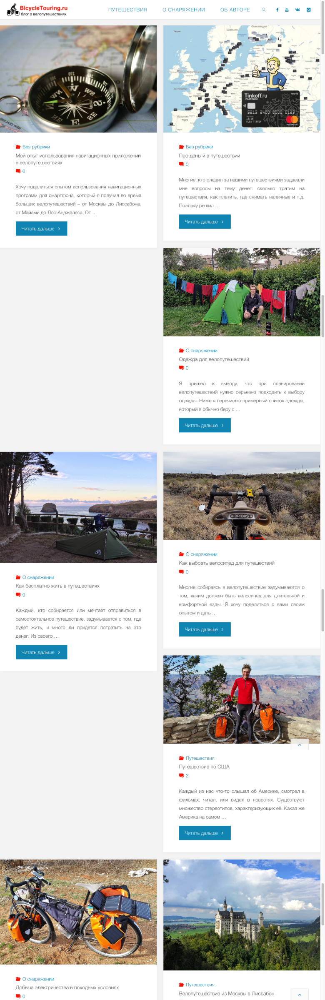 BicycleTouring.ru
блог о велопутешествиях
ПУТЕШЕСТВИЯ
О СНАРЯЖЕНИИ
ОБ АВТОРЕ
Без рубрики
Мой опыт использования навигационных приложений
в велопутешествиях
0
Хочу поделиться опытом использования навигационных
программ для смартфона, который я получил во время
больших велопутешествий – от Москвы до Лиссабона,
от Майами до Лос-Анджелеса, От …
Читать дальше
Швеция
Финляндия
Испания
Tinkoff.ru
PLATINUM
world
5213 2400 0000 0123
OLEG TINKOV
mastercard
Без рубрики
Про деньги в путешествии
0
Многие, кто следил за нашими путешествиями задавали
мне вопросы на тему денег: сколько тратим на
путешествия, как платить, где снимать наличные и т.д.
Поэтому решил …
Читать дальше
О снаряжении
Одежда для велопутешествий
0
Я пришел к выводу, что при планировании
велопутешествий нужно серьезно подходить к выбору
одежды. Ниже я перечислю примерный список одежды,
который я обычно беру с …
Читать дальше
О снаряжении
Как бесплатно жить в путешествиях
0
Каждый, кто собирается или мечтает отправиться в
самостоятельное путешествие, задумывается о том, где
будет жить, и много ли придется потратить на это
денег. Из своего …
Читать дальше
BROOKS
О снаряжении
Как выбрать велосипед для путешествий
0
Многие собираясь в велопутешествие задумываются о
том, каким должен быть велосипед для длительной и
комфортной езды. Я хочу поделиться с вами своим
опытом и дать …
Читать дальше
Путешествия
Путешествие по США
2
Каждый из нас что-то слышал об Америке, смотрел в
фильмах, читал, или видел в новостях. Существуют
множество стереотипов, характеризующих её. Какая же
Америка на самом …
Читать дальше
О снаряжении
Добыча электричества в походных условиях
0
Путешествия
Велопутешествие из Москвы в Лиссабон